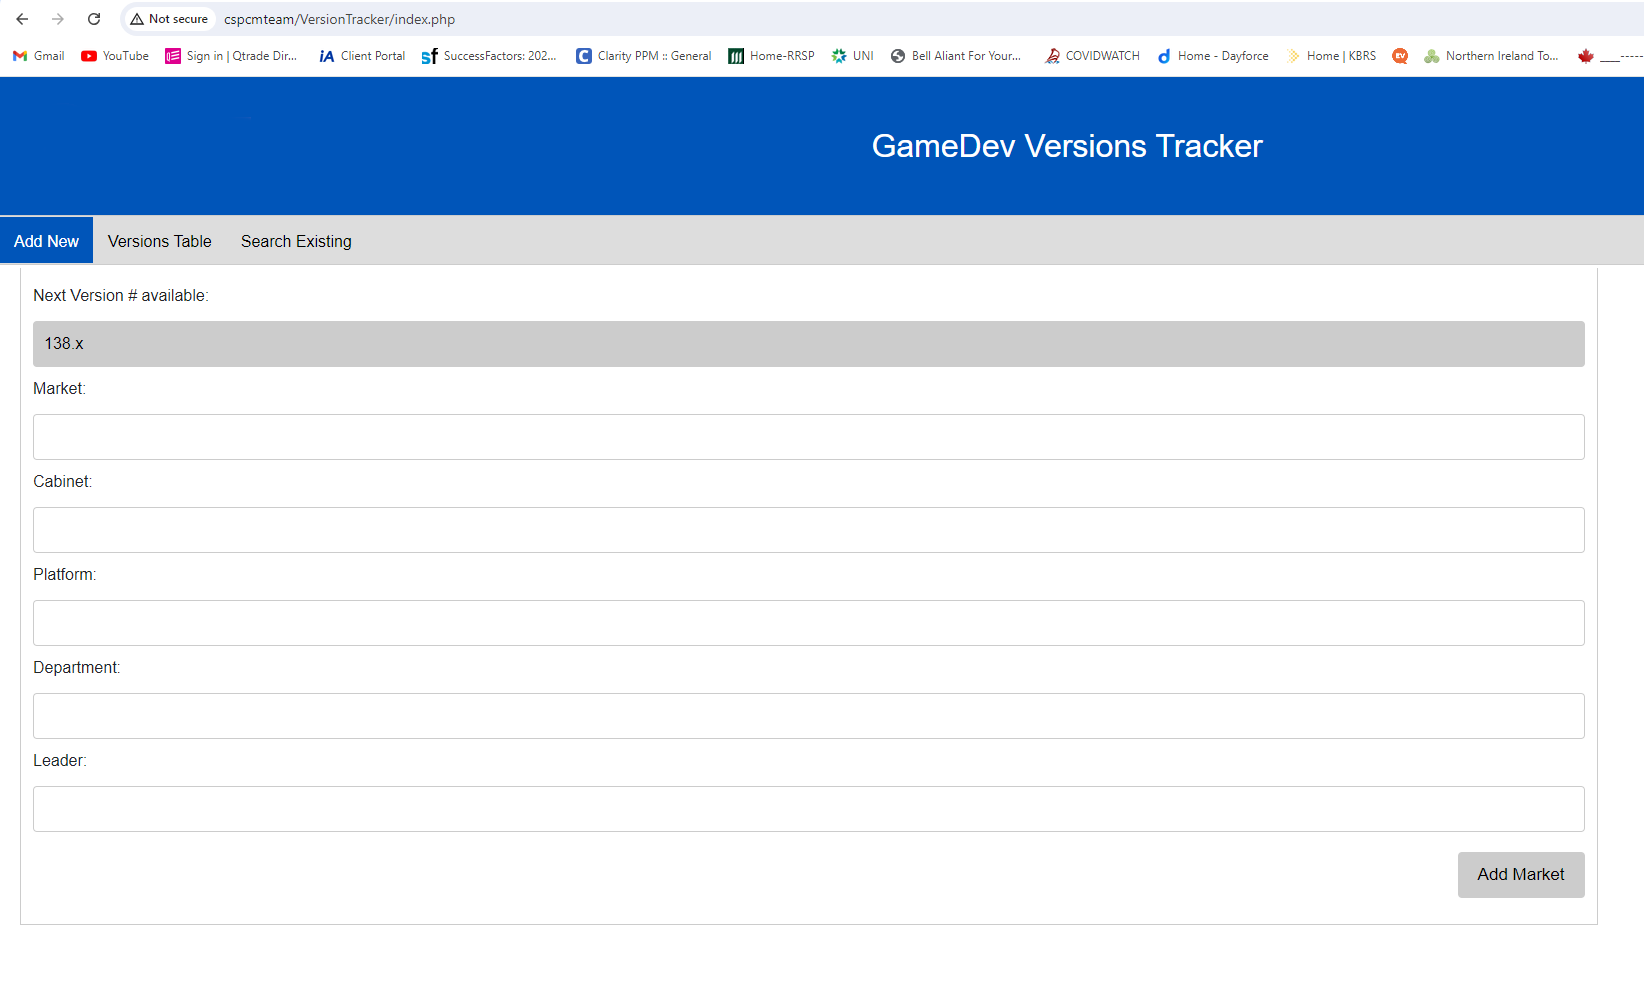 Not secure cspcmteam/VersionTracker/index.php
Gmail YouTube Sign in | Qtrade Dir... iA Client Portal SuccessFactors: 202... Clarity PPM :: General Home-RRSP UNI Bell Aliant For Your... COVIDWATCH Home - Dayforce Home | KBRS Northern Ireland To... ___-----
GameDev Versions Tracker
Add New Versions Table Search Existing
Next Version # available:
138.x
Market:
Cabinet:
Platform:
Department:
Leader:
Add Market